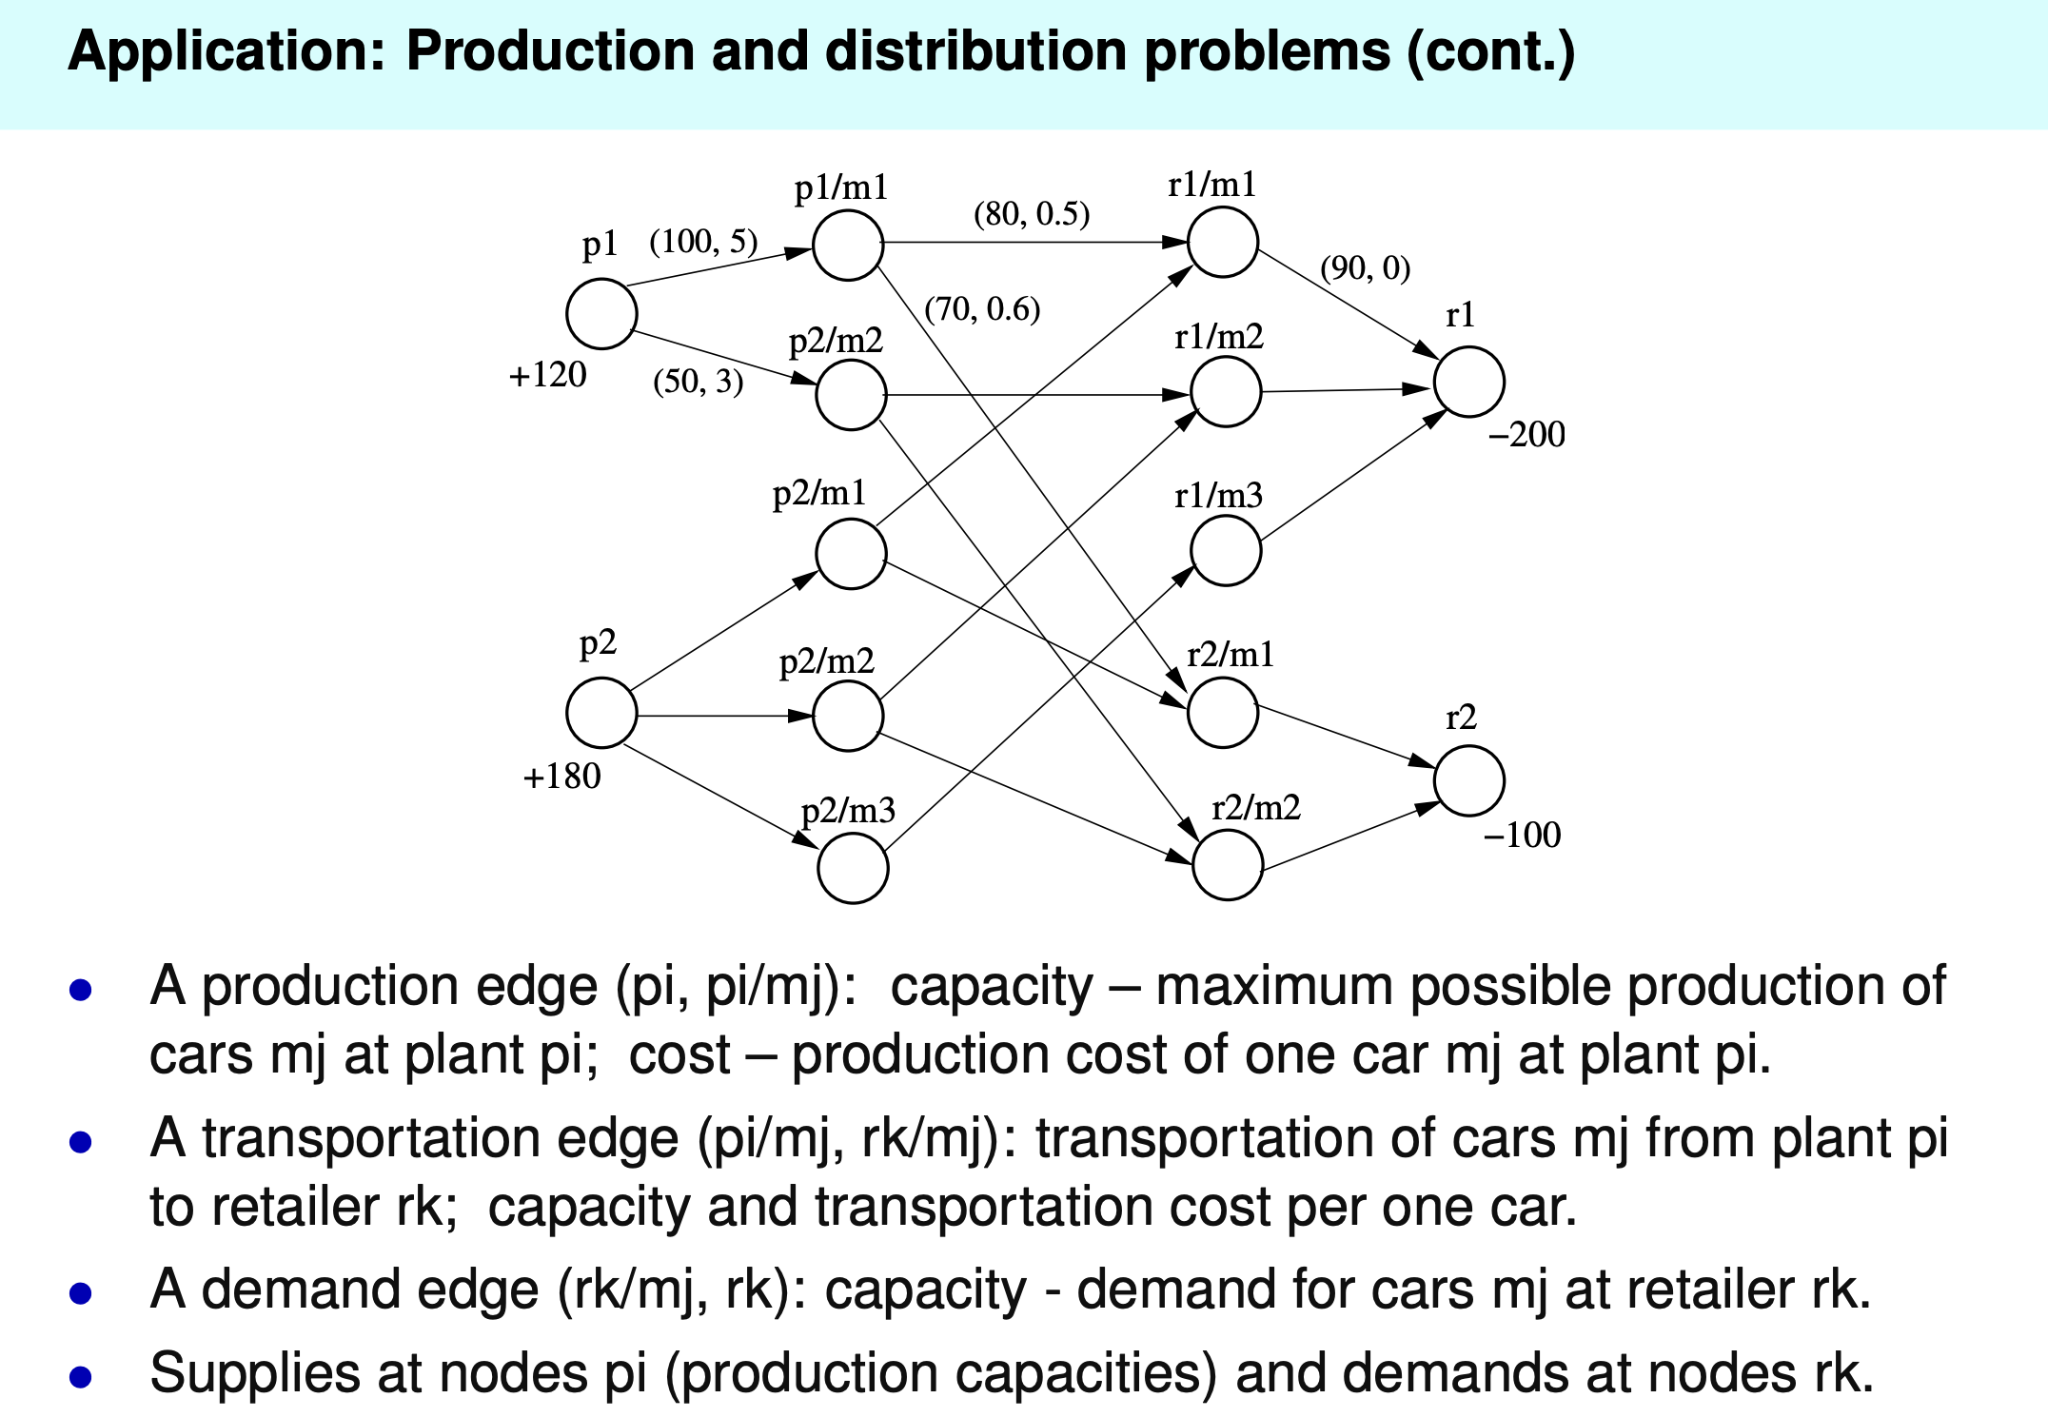 Application: Production and distribution problems (cont.)
p1/m1
r1/m1
(80, 0.5)
p1
(100, 5)
(90, 0)
(70, 0.6)
r1
p2/m2
r1/m2
+120
(50, 3)
−200
p2/m1
r1/m3
p2
p2/m2
r2/m1
r2
+180
p2/m3
r2/m2
−100
• A production edge (pi, pi/mj): capacity – maximum possible production of
cars mj at plant pi; cost – production cost of one car mj at plant pi.
• A transportation edge (pi/mj, rk/mj): transportation of cars mj from plant pi
to retailer rk; capacity and transportation cost per one car.
• A demand edge (rk/mj, rk): capacity - demand for cars mj at retailer rk.
• Supplies at nodes pi (production capacities) and demands at nodes rk.